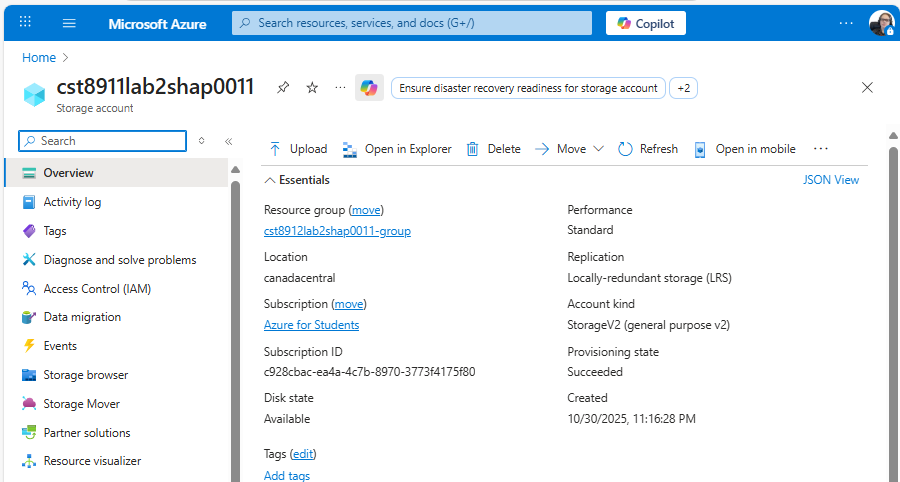 Microsoft Azure
Search resources, services, and docs (G+/)
Copilot
...
Home >
cst8911lab2shap0011
...
Ensure disaster recovery readiness for storage account
+2
Storage account
Search
Upload
Open in Explorer
Delete
Move
Refresh
Open in mobile
...
Overview
Activity log
Tags
Diagnose and solve problems
Access Control (IAM)
Data migration
Events
Storage browser
Storage Mover
Partner solutions
Resource visualizer
Essentials
JSON View
Resource group (move)
cst8912lab2shap0011-group
Location
canadacentral
Subscription (move)
Azure for Students
Subscription ID
c928cbac-ea4a-4c7b-8970-3773f4175f80
Disk state
Available
Tags (edit)
Add tags
Performance
Standard
Replication
Locally-redundant storage (LRS)
Account kind
StorageV2 (general purpose v2)
Provisioning state
Succeeded
Created
10/30/2025, 11:16:28 PM